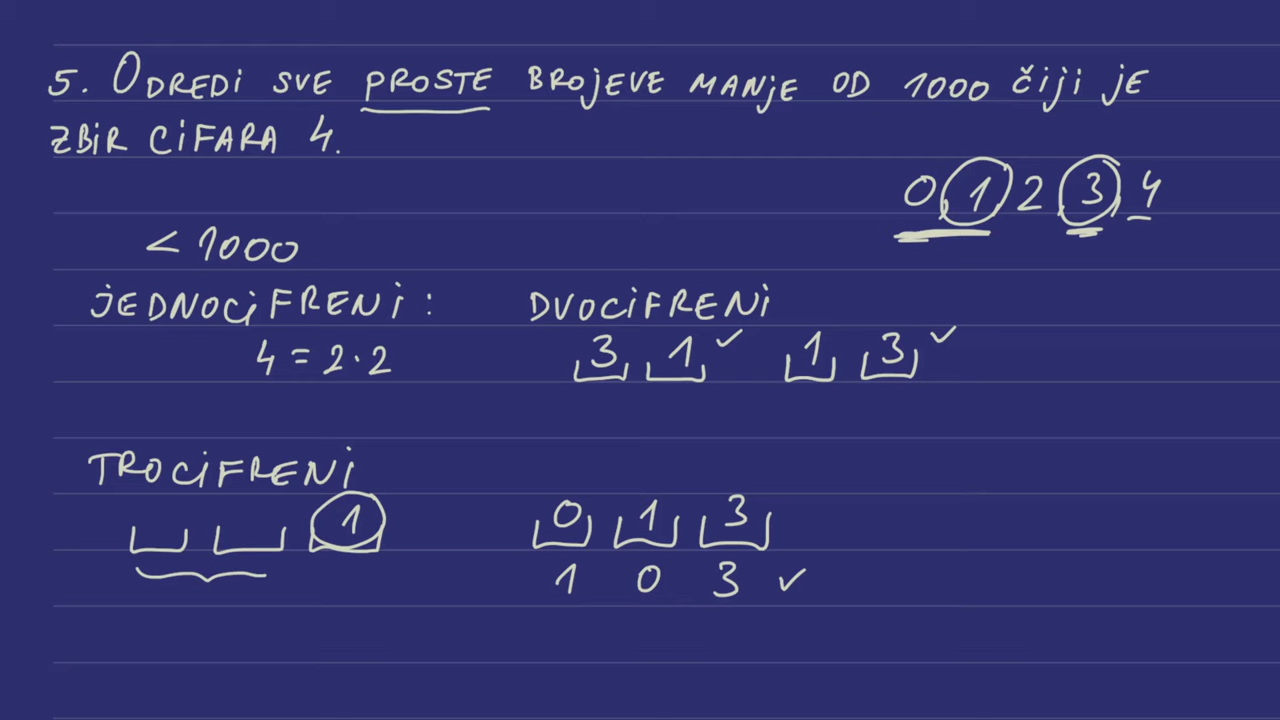 5. ODREDI SVE PROSTE BROJEVE MANJE OD 1000 ČIJI JE
ZBIR CIFARA 4.
0 1 2 3 4
< 1000
JEDNOCIFRENI: DVOCIFRENI
4 = 2·2 3 1 ✓ 1 3 ✓
TROCIFRENI
1 0 1 3
1 0 3 ✓